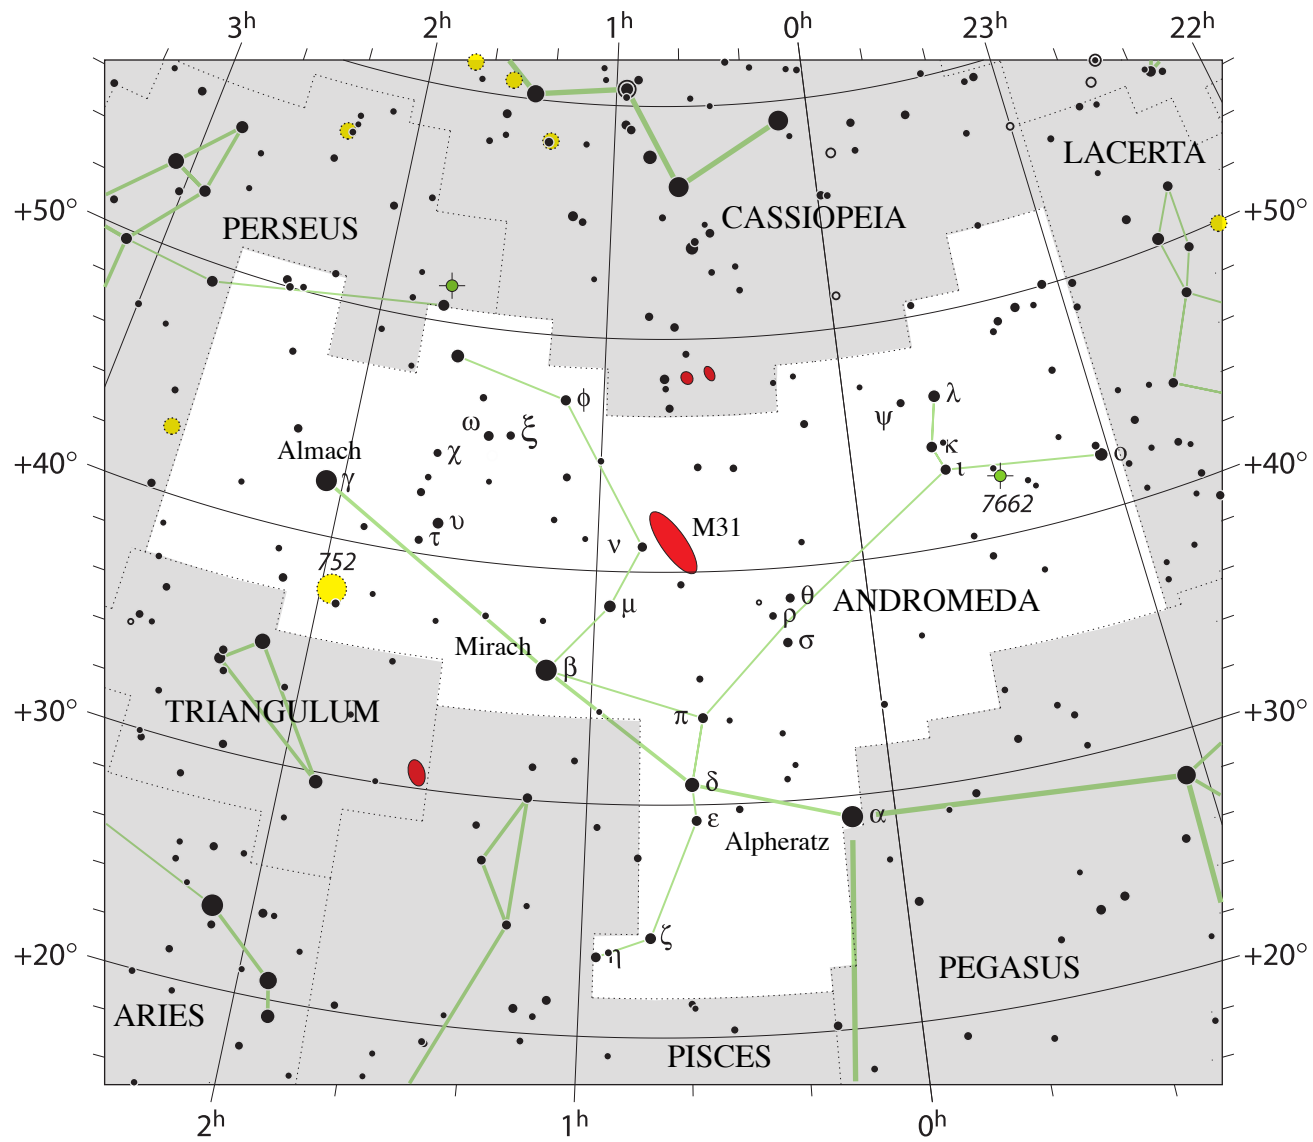 3h 2h 1h 0h 23h 22h
LACERTA
+50° PERSEUS CASSIOPEIA +50°
λ
ϕ ψ
ω ξ
Almach χ κ ο
+40° γ ι +40°
7662
υ M31
τ ν
752
θ ANDROMEDA
μ ρ
Mirach σ
β
+30° TRIANGULUM π +30°
δ
ε α
Alpheratz
ζ
+20° η PEGASUS +20°
ARIES
PISCES
2h 1h 0h